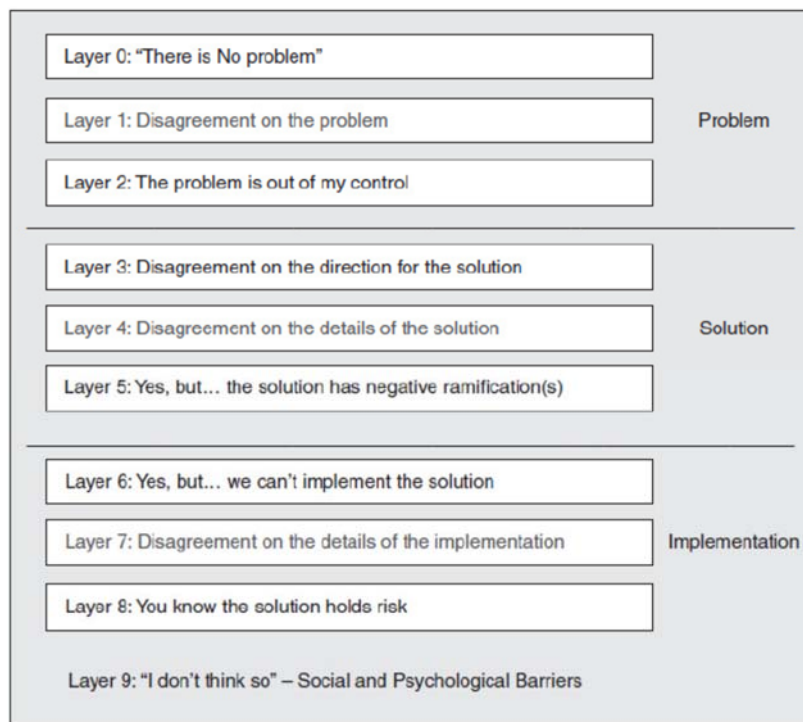 Layer 0: “There is No problem”
Layer 1: Disagreement on the problem
Problem
Layer 2: The problem is out of my control
Layer 3: Disagreement on the direction for the solution
Layer 4: Disagreement on the details of the solution
Solution
Layer 5: Yes, but... the solution has negative ramification(s)
Layer 6: Yes, but... we can’t implement the solution
Layer 7: Disagreement on the details of the implementation
Implementation
Layer 8: You know the solution holds risk
Layer 9: “I don’t think so” – Social and Psychological Barriers